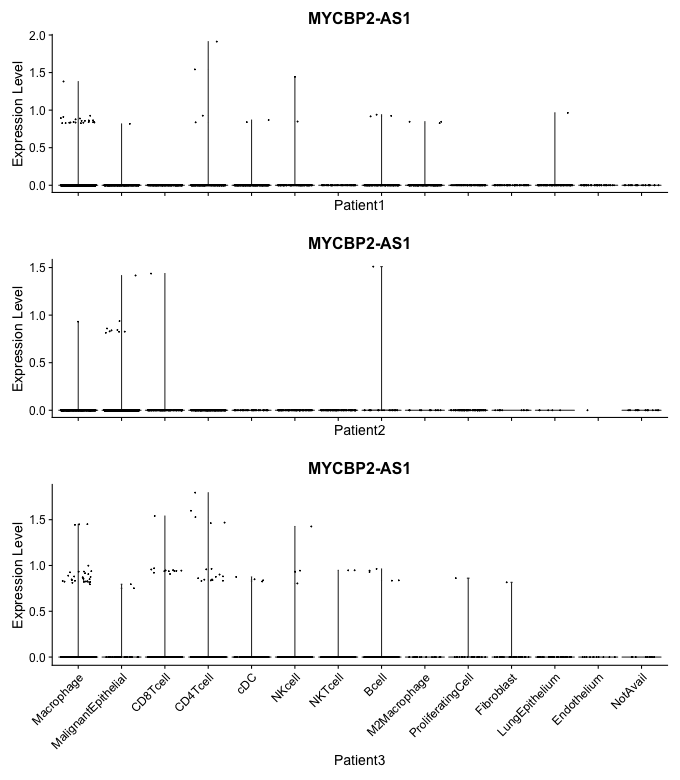 MYCBP2-AS1
Expression Level
2.0
1.5
1.0
0.5
0.0
Patient1
MYCBP2-AS1
Expression Level
1.5
1.0
0.5
0.0
Patient2
MYCBP2-AS1
Expression Level
1.5
1.0
0.5
0.0
Macrophage
MalignantEpithelial
CD8Tcell
CD4Tcell
cDC
NKcell
NKTcell
Bcell
M2Macrophage
ProliferatingCell
Fibroblast
LungEpithelium
Endothelium
NotAvail
Patient3